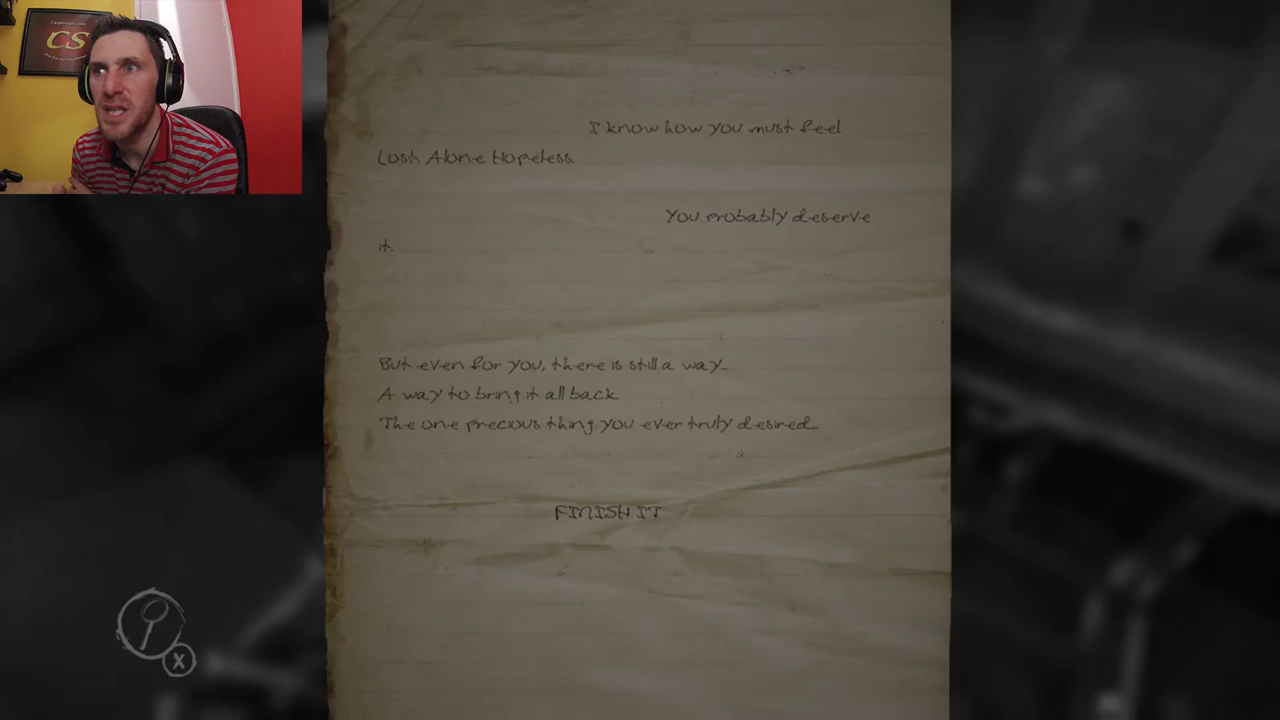 CS
I know how you must feel
Lost. Alone. Hopeless.
You probably deserve
it.
But even for you, there is still a way...
A way to bring it all back.
The one precious thing you ever truly desired...
FINISH IT
X